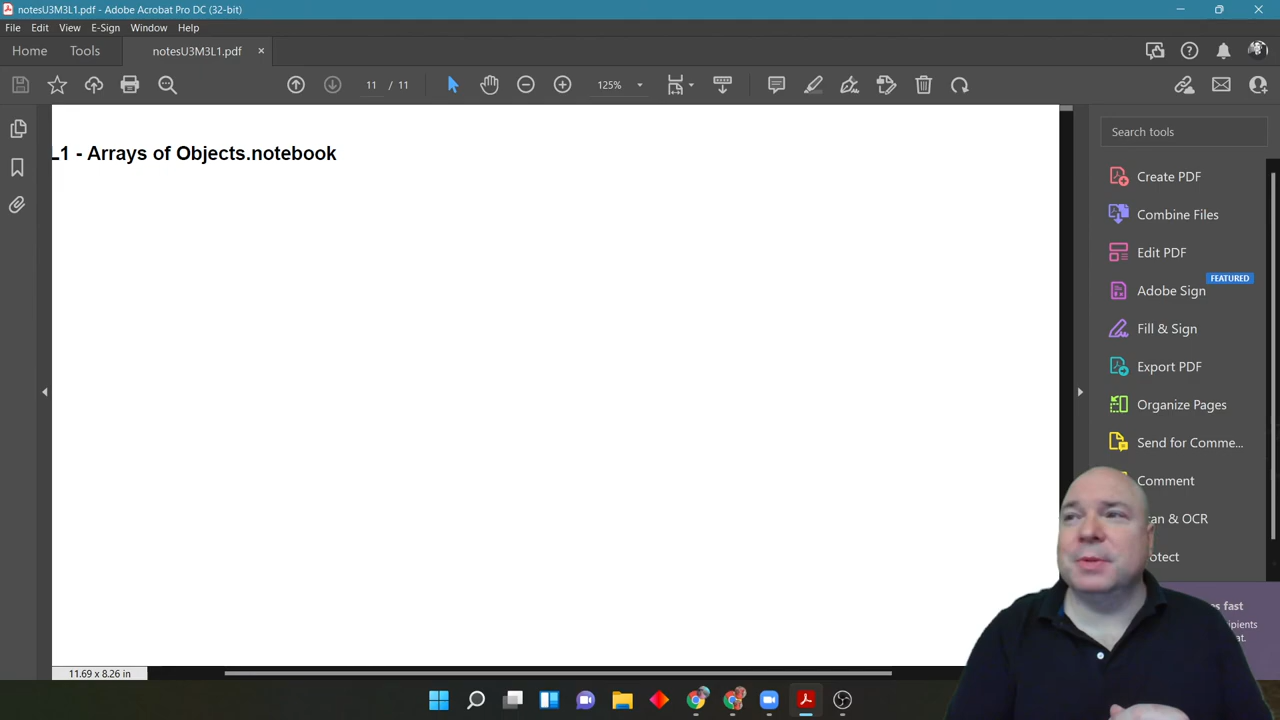 notesU3M3L1.pdf - Adobe Acrobat Pro DC (32-bit)
File Edit View E-Sign Window Help
Home Tools notesU3M3L1.pdf
11 / 11 125%
L1 - Arrays of Objects.notebook
Search tools
Create PDF
Combine Files
Edit PDF
FEATURED
Adobe Sign
Fill & Sign
Export PDF
Organize Pages
Send for Comme...
Comment
& OCR
fast
11.69 x 8.26 in